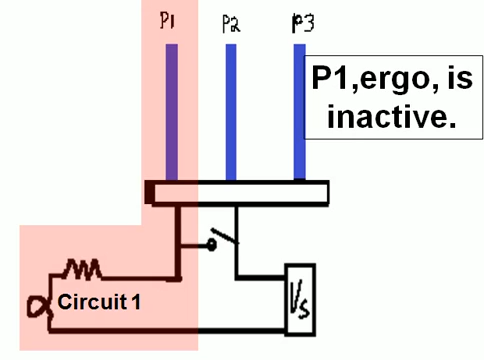 P1 P2 P3
P1,ergo, is
inactive.
Circuit 1
Vs